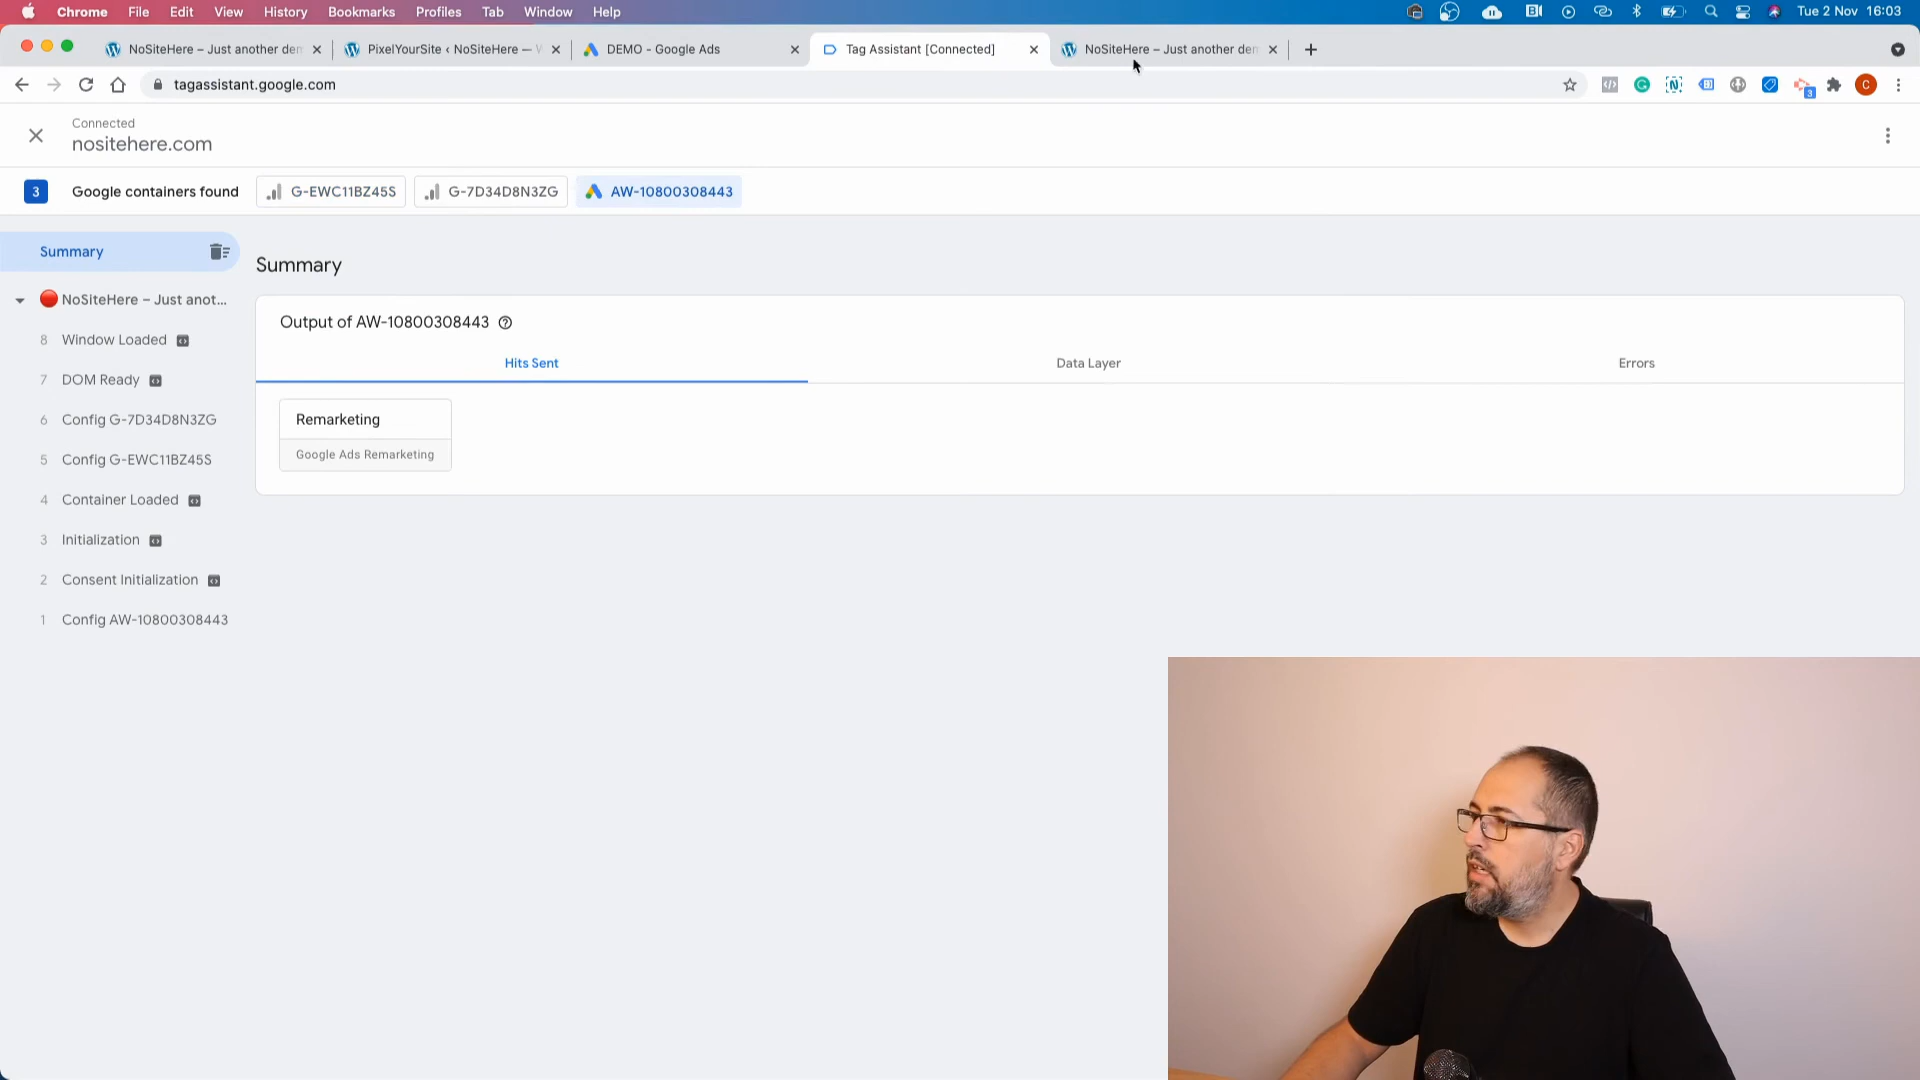 Chrome File Edit View History Bookmarks Profiles Tab Window Help Tue 2 Nov 16:03
NoSiteHere – Just another den PixelYourSite ‹ NoSiteHere — DEMO - Google Ads Tag Assistant [Connected] NoSiteHere – Just another den
tagassistant.google.com
C
3
Connected
nositehere.com
3 Google containers found G-EWC11BZ45S G-7D34D8N3ZG AW-10800308443
Summary
Summary
NoSiteHere – Just anot...
Output of AW-10800308443
8 Window Loaded
Hits Sent Data Layer Errors
7 DOM Ready
6 Config G-7D34D8N3ZG
Remarketing
5 Config G-EWC11BZ45S
Google Ads Remarketing
4 Container Loaded
3 Initialization
2 Consent Initialization
1 Config AW-10800308443